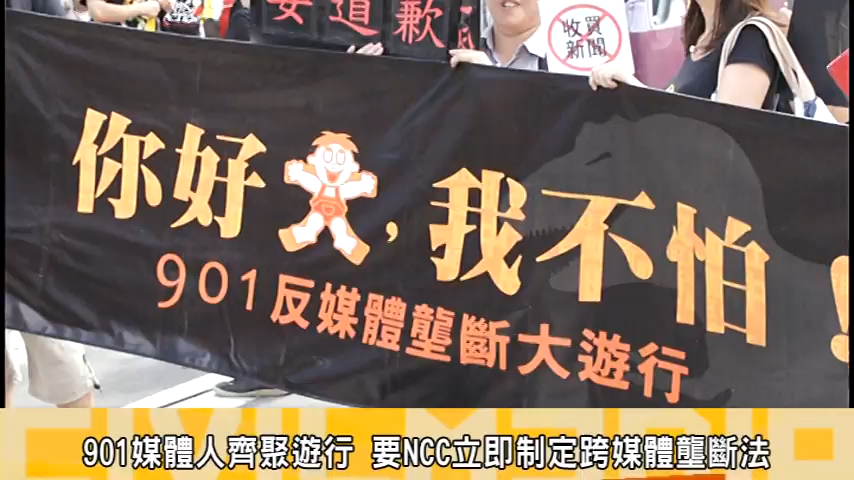 要道歉
收買
新聞
你好大,我不怕!
901反媒體壟斷大遊行
901媒體人齊聚遊行 要NCC立即制定跨媒體壟斷法